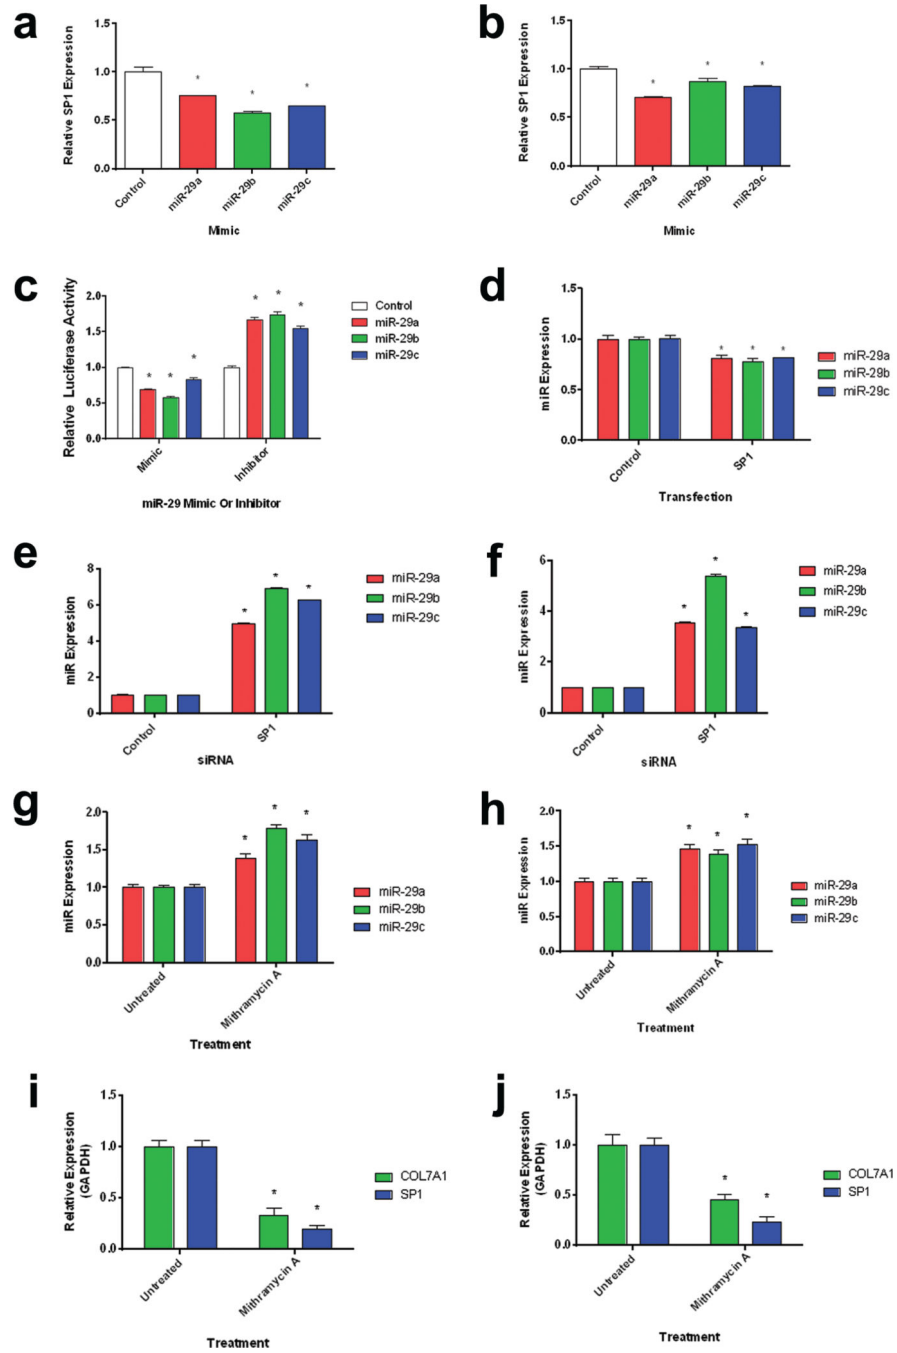 a
1.5
1.0
0.5
0.0
Relative SP1 Expression
*
*
*
Control
miR-29a
miR-29b
miR-29c
Mimic
b
1.5
1.0
0.5
0.0
Relative SP1 Expression
*
*
*
Control
miR-29a
miR-29b
miR-29c
Mimic
c
2.0
1.5
1.0
0.5
0.0
Relative Luciferase Activity
* * *
* * *
Mimic
Inhibitor
miR-29 Mimic Or Inhibitor
Control
miR-29a
miR-29b
miR-29c
d
1.5
1.0
0.5
0.0
miR Expression
* * *
Control
SP1
Transfection
miR-29a
miR-29b
miR-29c
e
8
6
4
2
0
miR Expression
* * *
Control
SP1
siRNA
miR-29a
miR-29b
miR-29c
f
6
4
2
0
miR Expression
* * *
Control
SP1
siRNA
miR-29a
miR-29b
miR-29c
g
2.0
1.5
1.0
0.5
0.0
miR Expression
* * *
Untreated
Mithramycin A
Treatment
miR-29a
miR-29b
miR-29c
h
2.0
1.5
1.0
0.5
0.0
miR Expression
* * *
Untreated
Mithramycin A
Treatment
miR-29a
miR-29b
miR-29c
i
1.5
1.0
0.5
0.0
Relative Expression
(GAPDH)
* *
Untreated
Mithramycin A
Treatment
COL7A1
SP1
j
1.5
1.0
0.5
0.0
Relative Expression
(GAPDH)
* *
Untreated
Mithramycin A
Treatment
COL7A1
SP1